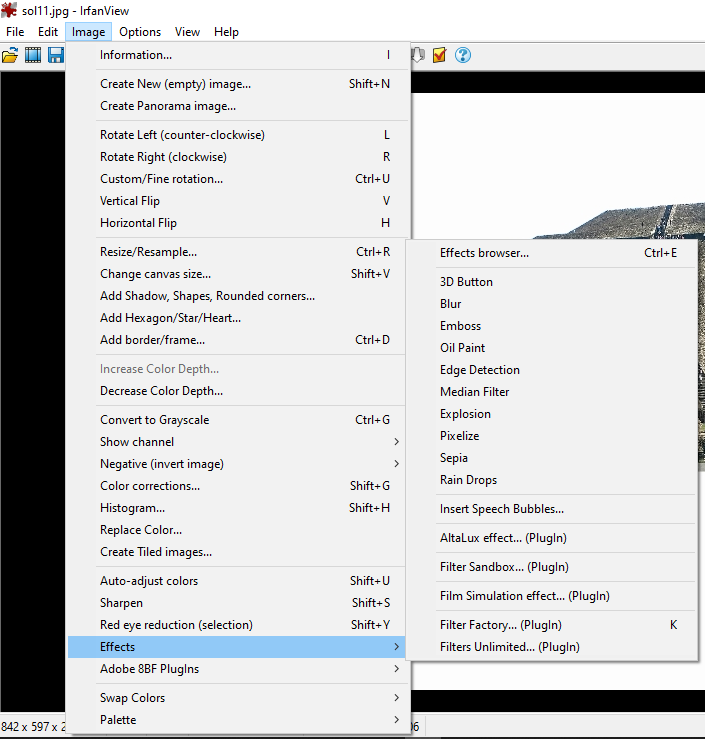 sol11.jpg - IrfanView
File Edit Image Options View Help
Information... I
Create New (empty) image... Shift+N
Create Panorama image...
Rotate Left (counter-clockwise) L
Rotate Right (clockwise) R
Custom/Fine rotation... Ctrl+U
Vertical Flip V
Horizontal Flip H
Resize/Resample... Ctrl+R
Change canvas size... Shift+V
Add Shadow, Shapes, Rounded corners...
Add Hexagon/Star/Heart...
Add border/frame... Ctrl+D
Increase Color Depth...
Decrease Color Depth...
Convert to Grayscale Ctrl+G
Show channel
Negative (invert image)
Color corrections... Shift+G
Histogram... Shift+H
Replace Color...
Create Tiled images...
Auto-adjust colors Shift+U
Sharpen Shift+S
Red eye reduction (selection) Shift+Y
Effects
Adobe 8BF PlugIns
Swap Colors
Palette
Effects browser... Ctrl+E
3D Button
Blur
Emboss
Oil Paint
Edge Detection
Median Filter
Explosion
Pixelize
Sepia
Rain Drops
Insert Speech Bubbles...
AltaLux effect... (PlugIn)
Filter Sandbox... (PlugIn)
Film Simulation effect... (PlugIn)
Filter Factory... (PlugIn) K
Filters Unlimited... (PlugIn)
842 x 597 x